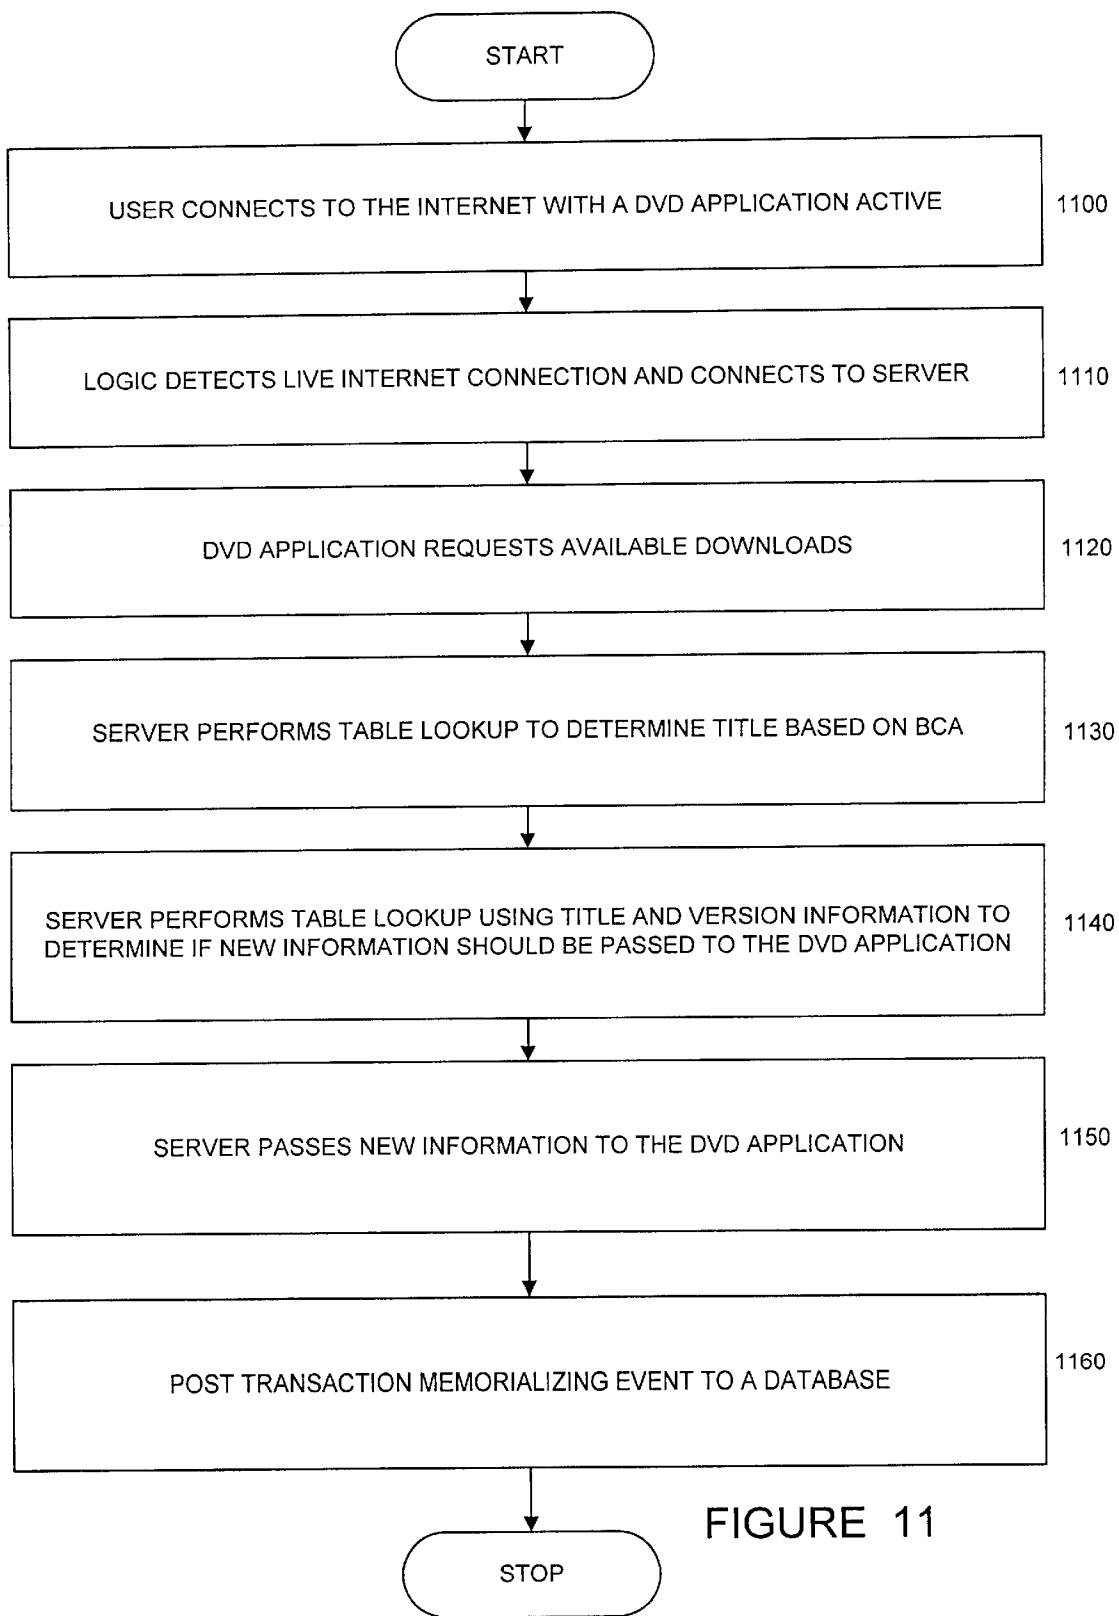 START
USER CONNECTS TO THE INTERNET WITH A DVD APPLICATION ACTIVE
1100
LOGIC DETECTS LIVE INTERNET CONNECTION AND CONNECTS TO SERVER
1110
DVD APPLICATION REQUESTS AVAILABLE DOWNLOADS
1120
SERVER PERFORMS TABLE LOOKUP TO DETERMINE TITLE BASED ON BCA
1130
SERVER PERFORMS TABLE LOOKUP USING TITLE AND VERSION INFORMATION TO
DETERMINE IF NEW INFORMATION SHOULD BE PASSED TO THE DVD APPLICATION
1140
SERVER PASSES NEW INFORMATION TO THE DVD APPLICATION
1150
POST TRANSACTION MEMORIALIZING EVENT TO A DATABASE
1160
FIGURE 11
STOP